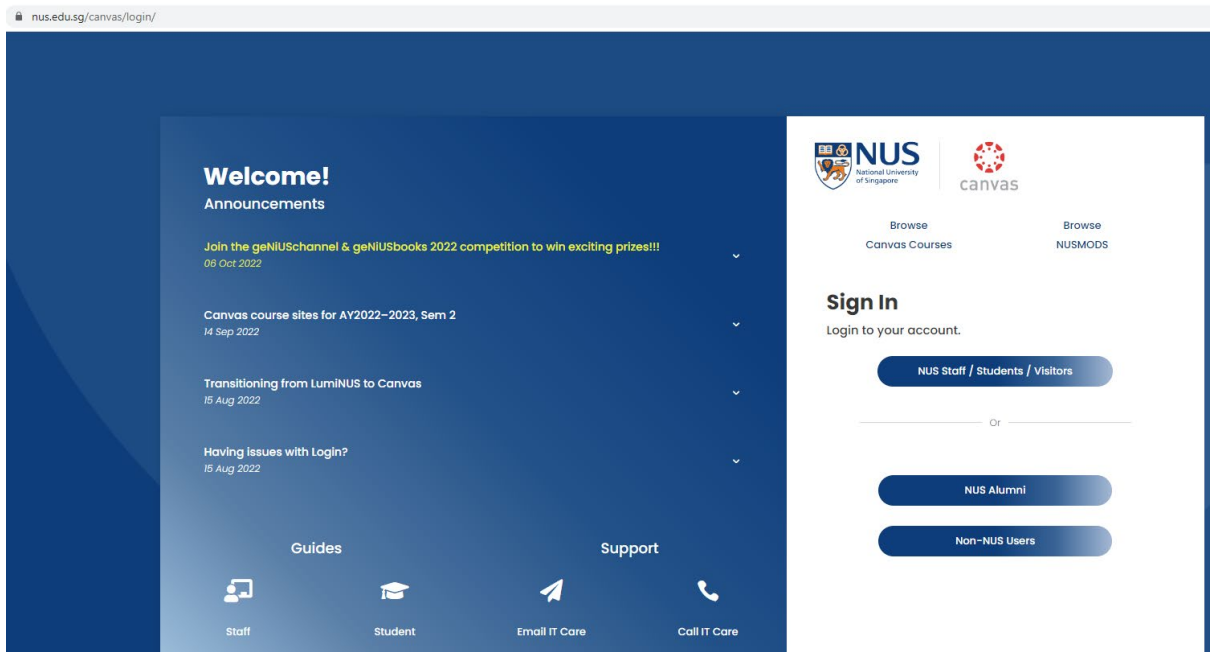 nus.edu.sg/canvas/login/
Welcome!
Announcements
Join the geNiUSchannel & geNiUSbooks 2022 competition to win exciting prizes!!!
06 Oct 2022
Canvas course sites for AY2022–2023, Sem 2
14 Sep 2022
Transitioning from LumiNUS to Canvas
15 Aug 2022
Having issues with Login?
15 Aug 2022
Guides
Support
Staff
Student
Email IT Care
Call IT Care
NUS
National University
of Singapore
canvas
Browse
Canvas Courses
Browse
NUSMODS
Sign In
Login to your account.
NUS Staff / Students / Visitors
Or
NUS Alumni
Non-NUS Users